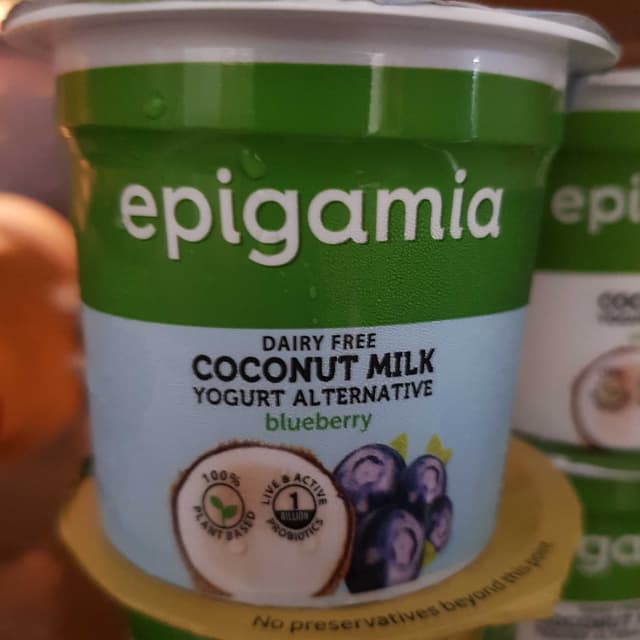 epigamia
DAIRY FREE
COCONUT MILK
YOGURT ALTERNATIVE
blueberry
100%
PLANT BASED
LIVE & ACTIVE
1
BILLION
PROBIOTICS
No preservatives beyond this point
epi
COC
ga